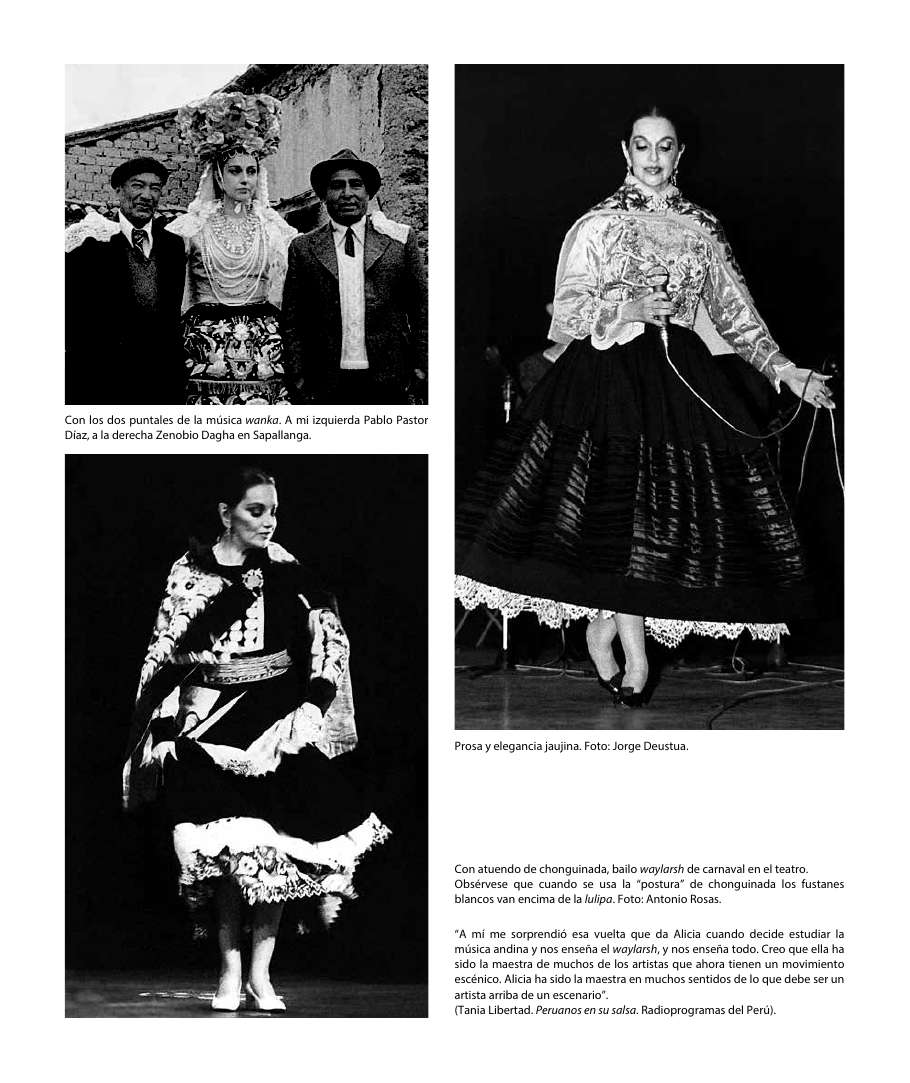 Con los dos puntales de la música wanka. A mi izquierda Pablo Pastor
Díaz, a la derecha Zenobio Dagha en Sapallanga.
Prosa y elegancia jaujina. Foto: Jorge Deustua.
Con atuendo de chonguinada, bailo waylarsh de carnaval en el teatro.
Obsérvese que cuando se usa la “postura” de chonguinada los fustanes
blancos van encima de la lulipa. Foto: Antonio Rosas.
“A mí me sorprendió esa vuelta que da Alicia cuando decide estudiar la
música andina y nos enseña el waylarsh, y nos enseña todo. Creo que ella ha
sido la maestra de muchos de los artistas que ahora tienen un movimiento
escénico. Alicia ha sido la maestra en muchos sentidos de lo que debe ser un
artista arriba de un escenario”.
(Tania Libertad. Peruanos en su salsa. Radioprogramas del Perú).